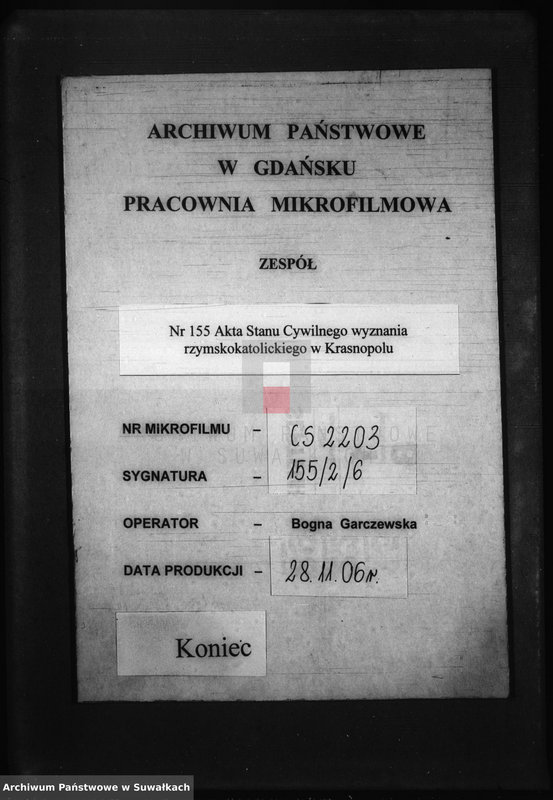 ARCHIWUM PAŃSTWOWE
W GDAŃSKU
PRACOWNIA MIKROFILMOWA
ZESPÓŁ
Nr 155 Akta Stanu Cywilnego wyznania
rzymskokatolickiego w Krasnopolu
NR MIKROFILMU – CS 2203
SYGNATURA – 155/2/6
OPERATOR – Bogna Garczewska
DATA PRODUKCJI – 28.11.06r.
Koniec
Archiwum Państwowe w Suwałkach